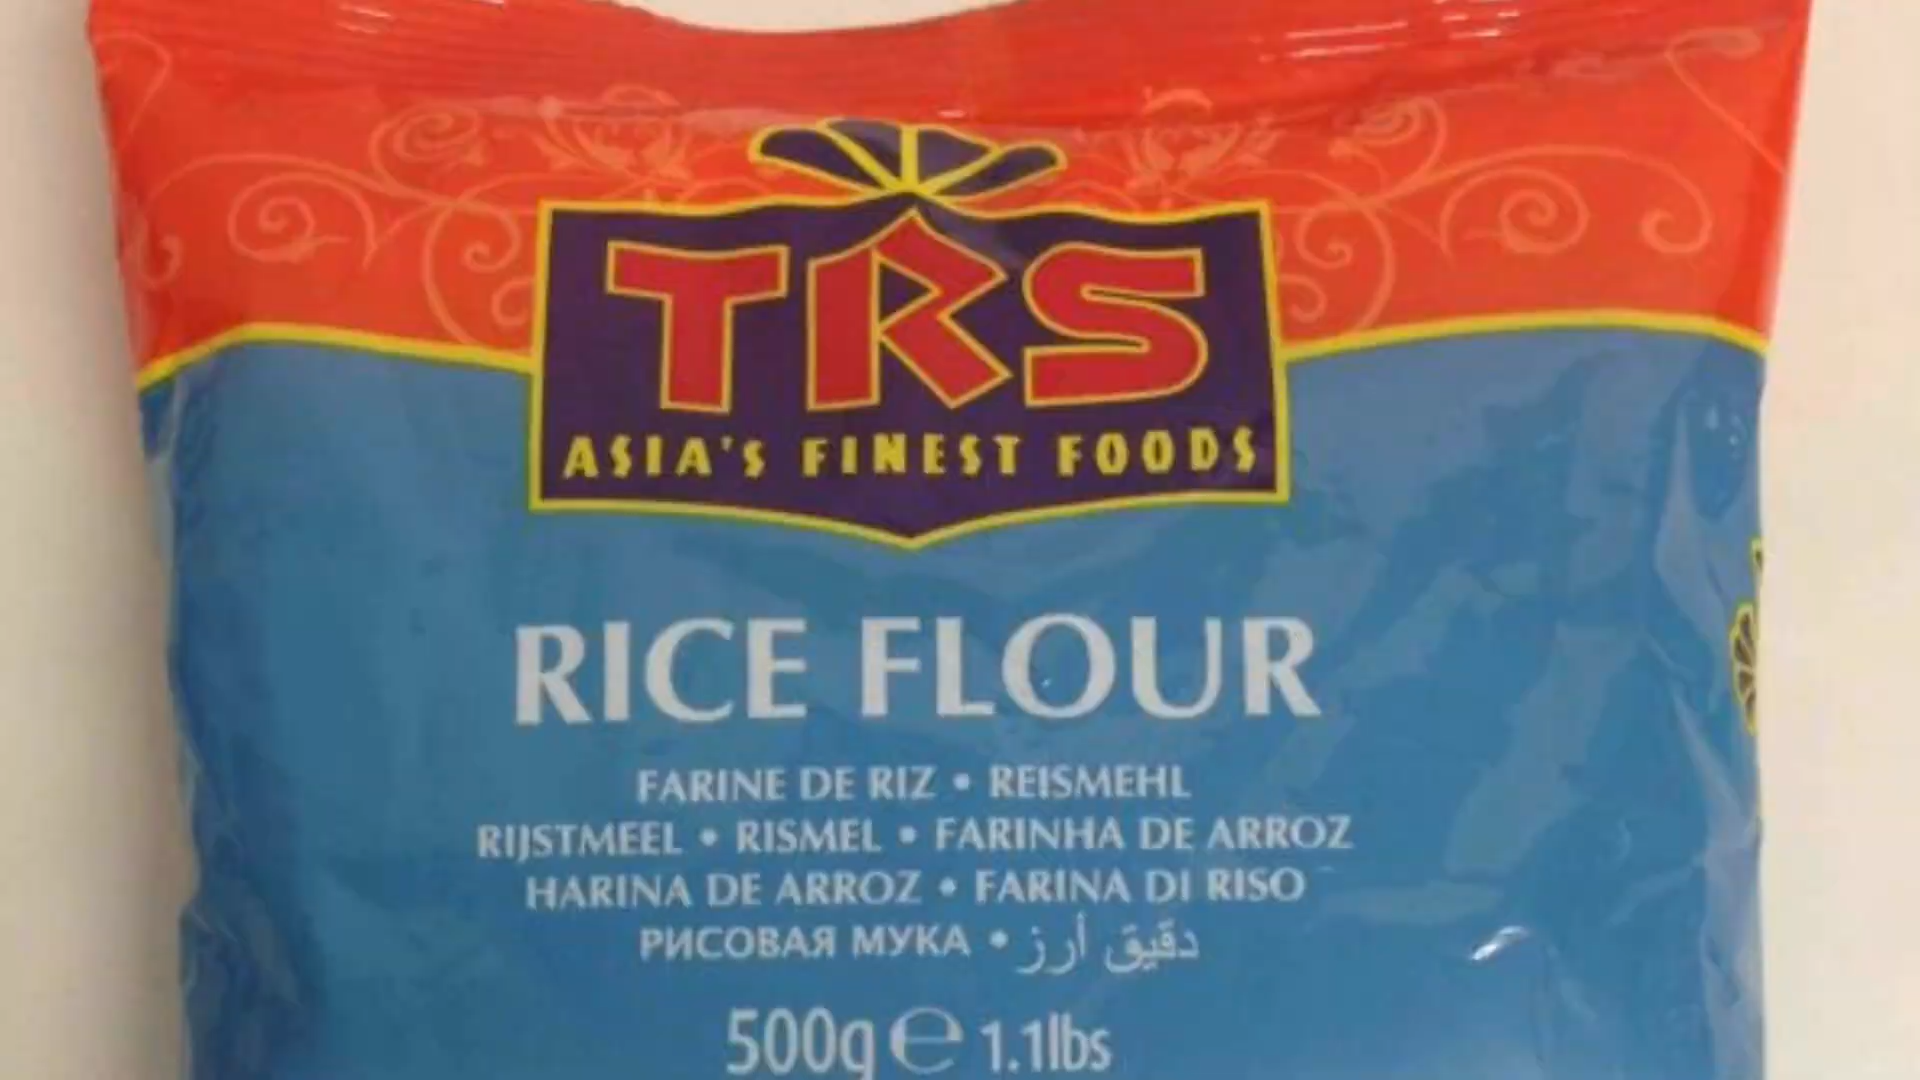 TRS
ASIA'S FINEST FOODS
RICE FLOUR
FARINE DE RIZ • REISMEHL
RIJSTMEEL • RISMEL • FARINHA DE ARROZ
HARINA DE ARROZ • FARINA DI RISO
РИСОВАЯ МУКА • دقيق أرز
500g e 1.1lbs